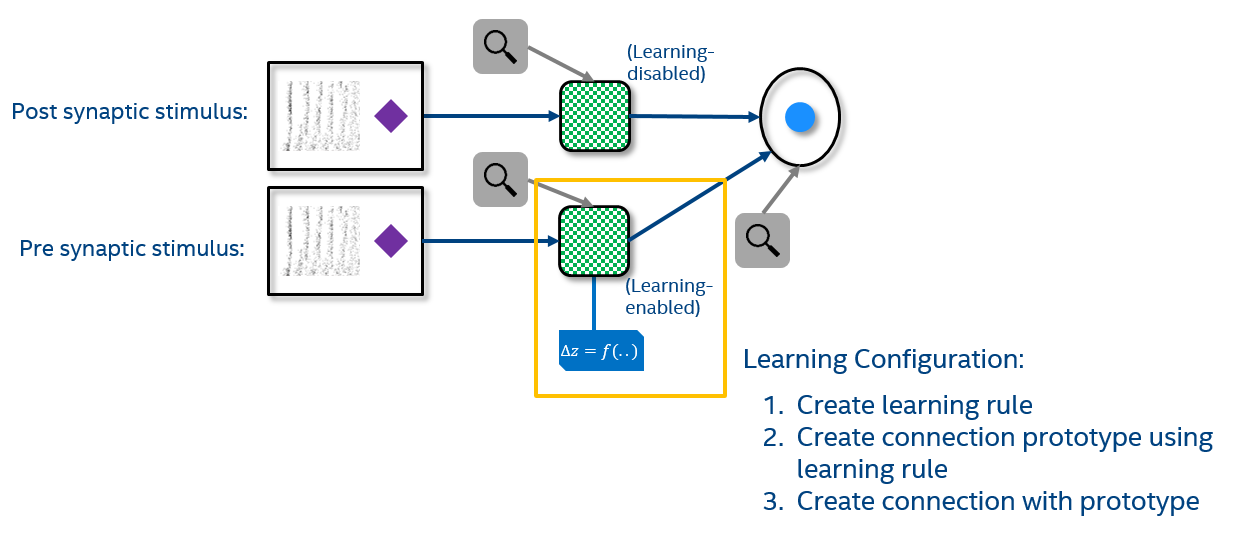 (Learning-
disabled)
Post synaptic stimulus:
Pre synaptic stimulus:
(Learning-
enabled)
Δz = f(..)
Learning Configuration:
1. Create learning rule
2. Create connection prototype using
learning rule
3. Create connection with prototype